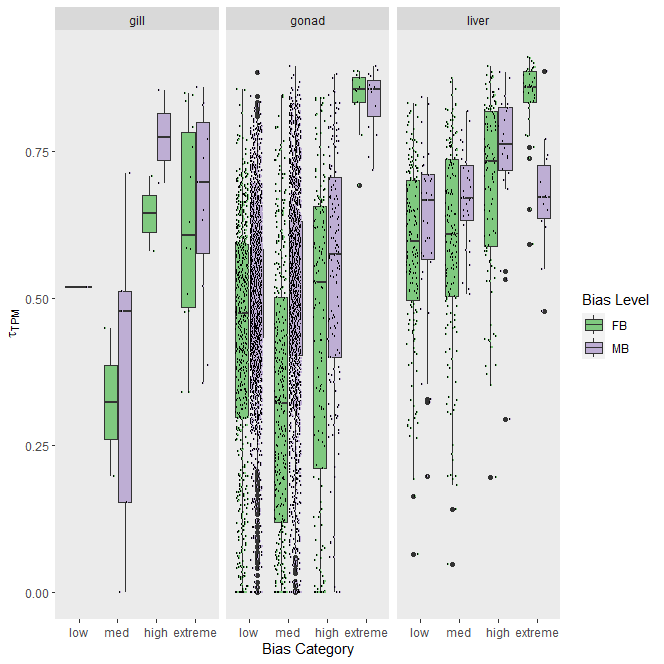 gill gonad liver
0.75
0.50
0.25
0.00
τTPM
low med high extreme low med high extreme low med high extreme
Bias Category
Bias Level
FB
MB